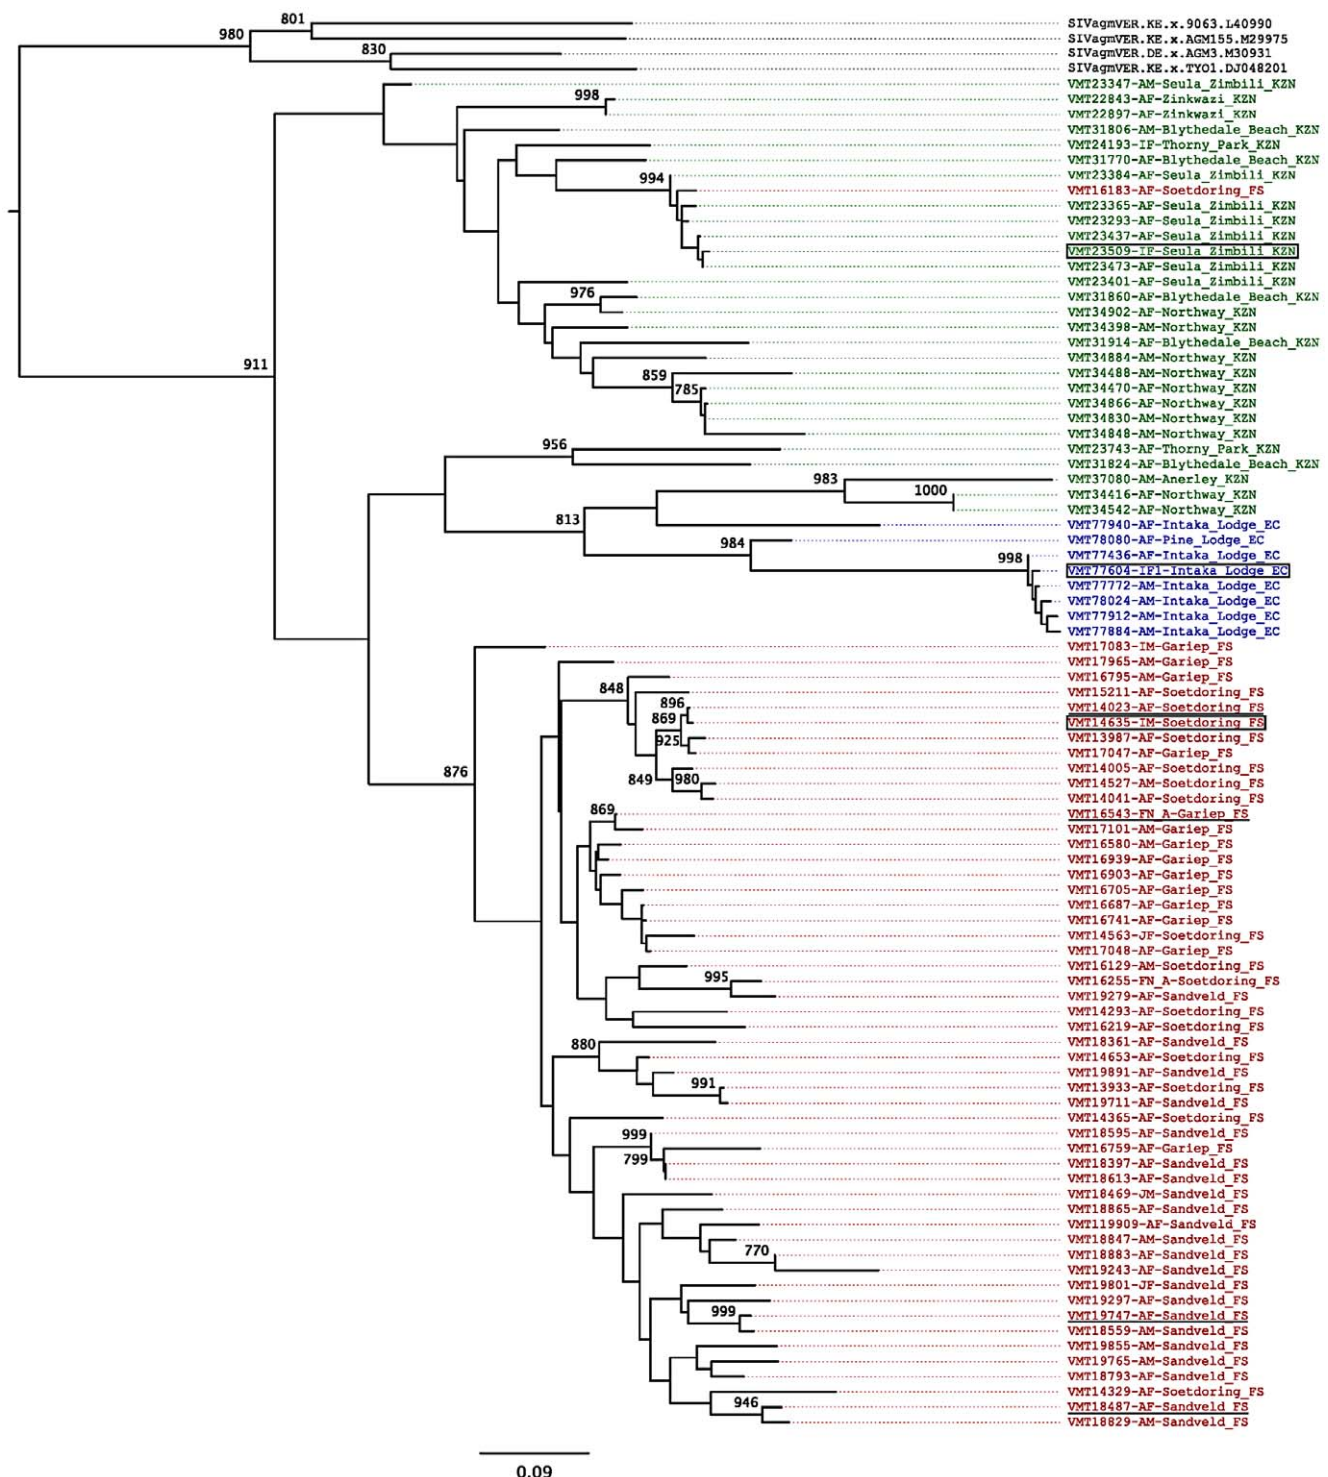 801
SIVagmVER.KE.x.9063.L40990
980
SIVagmVER.KE.x.AGM155.M29975
830
SIVagmVER.DE.x.AGM3.M30931
SIVagmVER.KE.x.TYO1.DJ048201
VMT23347-AM-Seula_Zimbili_KZN
998
VMT22843-AF-Zinkwazi_KZN
VMT22897-AF-Zinkwazi_KZN
VMT31806-AM-Blythedale_Beach_KZN
VMT24193-IF-Thorny_Park_KZN
VMT31770-AF-Blythedale_Beach_KZN
994
VMT23384-AF-Seula_Zimbili_KZN
VMT16183-AF-Soetdoring_FS
VMT23365-AF-Seula_Zimbili_KZN
VMT23293-AF-Seula_Zimbili_KZN
VMT23437-AF-Seula_Zimbili_KZN
VMT23509-IF-Seula_Zimbili_KZN
VMT23473-AF-Seula_Zimbili_KZN
VMT23401-AF-Seula_Zimbili_KZN
976
VMT31860-AF-Blythedale_Beach_KZN
VMT34902-AF-Northway_KZN
VMT34398-AM-Northway_KZN
VMT31914-AF-Blythedale_Beach_KZN
911
VMT34884-AM-Northway_KZN
859
VMT34488-AM-Northway_KZN
785
VMT34470-AF-Northway_KZN
VMT34866-AF-Northway_KZN
VMT34830-AM-Northway_KZN
VMT34848-AM-Northway_KZN
956
VMT23743-AF-Thorny_Park_KZN
VMT31824-AF-Blythedale_Beach_KZN
983
VMT37080-AM-Anerley_KZN
1000
VMT34416-AF-Northway_KZN
VMT34542-AF-Northway_KZN
813
VMT77940-AF-Intaka_Lodge_EC
984
VMT78080-AF-Pine_Lodge_EC
998
VMT77436-AF-Intaka_Lodge_EC
VMT77604-IF1-Intaka_Lodge_EC
VMT77772-AM-Intaka_Lodge_EC
VMT78024-AM-Intaka_Lodge_EC
VMT77912-AM-Intaka_Lodge_EC
VMT77884-AM-Intaka_Lodge_EC
VMT17083-IM-Gariep_FS
VMT17965-AM-Gariep_FS
VMT16795-AM-Gariep_FS
848
VMT15211-AF-Soetdoring_FS
896
VMT14023-AF-Soetdoring_FS
869
VMT14635-IM-Soetdoring_FS
925
VMT13987-AF-Soetdoring_FS
VMT17047-AF-Gariep_FS
876
VMT14005-AF-Soetdoring_FS
849
980
VMT14527-AM-Soetdoring_FS
VMT14041-AF-Soetdoring_FS
869
VMT16543-FN_A-Gariep_FS
VMT17101-AM-Gariep_FS
VMT16580-AM-Gariep_FS
VMT16939-AF-Gariep_FS
VMT16903-AF-Gariep_FS
VMT16705-AF-Gariep_FS
VMT16687-AF-Gariep_FS
VMT16741-AF-Gariep_FS
VMT14563-JF-Soetdoring_FS
VMT17048-AF-Gariep_FS
VMT16129-AM-Soetdoring_FS
995
VMT16255-FN_A-Soetdoring_FS
VMT19279-AF-Sandveld_FS
VMT14293-AF-Soetdoring_FS
VMT16219-AF-Soetdoring_FS
880
VMT18361-AF-Sandveld_FS
VMT14653-AF-Soetdoring_FS
VMT19891-AF-Sandveld_FS
991
VMT13933-AF-Soetdoring_FS
VMT19711-AF-Sandveld_FS
VMT14365-AF-Soetdoring_FS
999
VMT18595-AF-Sandveld_FS
VMT16759-AF-Gariep_FS
799
VMT18397-AF-Sandveld_FS
VMT18613-AF-Sandveld_FS
VMT18469-JM-Sandveld_FS
VMT18865-AF-Sandveld_FS
VMT119909-AF-Sandveld_FS
VMT18847-AM-Sandveld_FS
770
VMT18883-AF-Sandveld_FS
VMT19243-AF-Sandveld_FS
VMT19801-JF-Sandveld_FS
VMT19297-AF-Sandveld_FS
999
VMT19747-AF-Sandveld_FS
VMT18559-AM-Sandveld_FS
VMT19855-AM-Sandveld_FS
VMT19765-AM-Sandveld_FS
VMT18793-AF-Sandveld_FS
VMT14329-AF-Soetdoring_FS
946
VMT18487-AF-Sandveld_FS
VMT18829-AM-Sandveld_FS
0.09